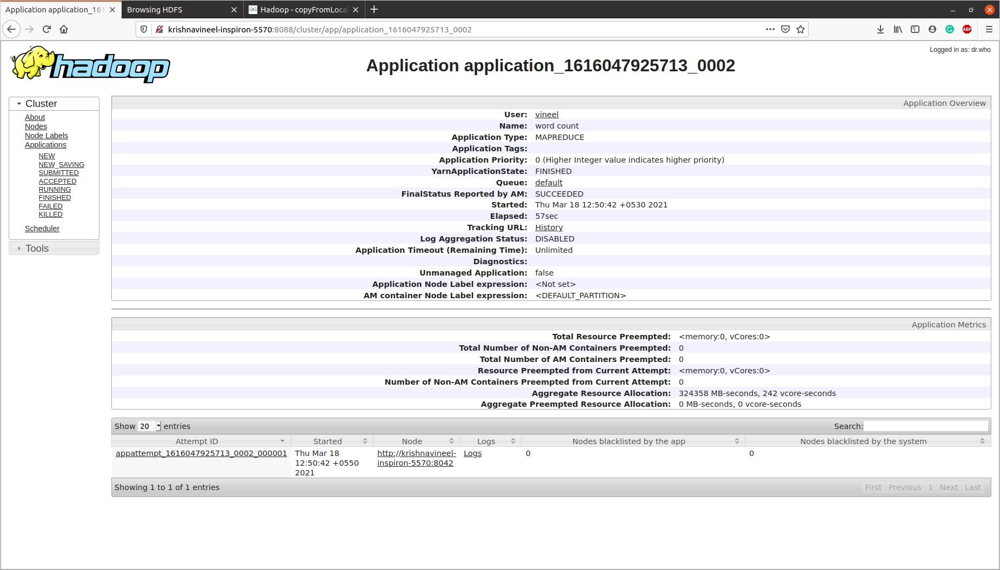 Application application_161
Browsing HDFS
Hadoop - copyFromLoca
krishnavineel-inspiron-5570:8088/cluster/app/application_1616047925713_0002
ABP
Logged in as: dr.who
hadoop
Application application_1616047925713_0002
Cluster
About
Nodes
Node Labels
Applications
NEW
NEW_SAVING
SUBMITTED
ACCEPTED
RUNNING
FINISHED
FAILED
KILLED
Scheduler
Tools
Application Overview
User: vineel
Name: word count
Application Type: MAPREDUCE
Application Tags:
Application Priority: 0 (Higher Integer value indicates higher priority)
YarnApplicationState: FINISHED
Queue: default
FinalStatus Reported by AM: SUCCEEDED
Started: Thu Mar 18 12:50:42 +0530 2021
Elapsed: 57sec
Tracking URL: History
Log Aggregation Status: DISABLED
Application Timeout (Remaining Time): Unlimited
Diagnostics:
Unmanaged Application: false
Application Node Label expression: <Not set>
AM container Node Label expression: <DEFAULT_PARTITION>
Application Metrics
Total Resource Preempted: <memory:0, vCores:0>
Total Number of Non-AM Containers Preempted: 0
Total Number of AM Containers Preempted: 0
Resource Preempted from Current Attempt: <memory:0, vCores:0>
Number of Non-AM Containers Preempted from Current Attempt: 0
Aggregate Resource Allocation: 324358 MB-seconds, 242 vcore-seconds
Aggregate Preempted Resource Allocation: 0 MB-seconds, 0 vcore-seconds
Show 20 entries Search:
Attempt ID Started Node Logs Nodes blacklisted by the app Nodes blacklisted by the system
appattempt_1616047925713_0002_000001 Thu Mar 18 http://krishnavineel- Logs 0 0
12:50:42 +0550 inspiron-5570:8042
2021
Showing 1 to 1 of 1 entries First Previous 1 Next Last